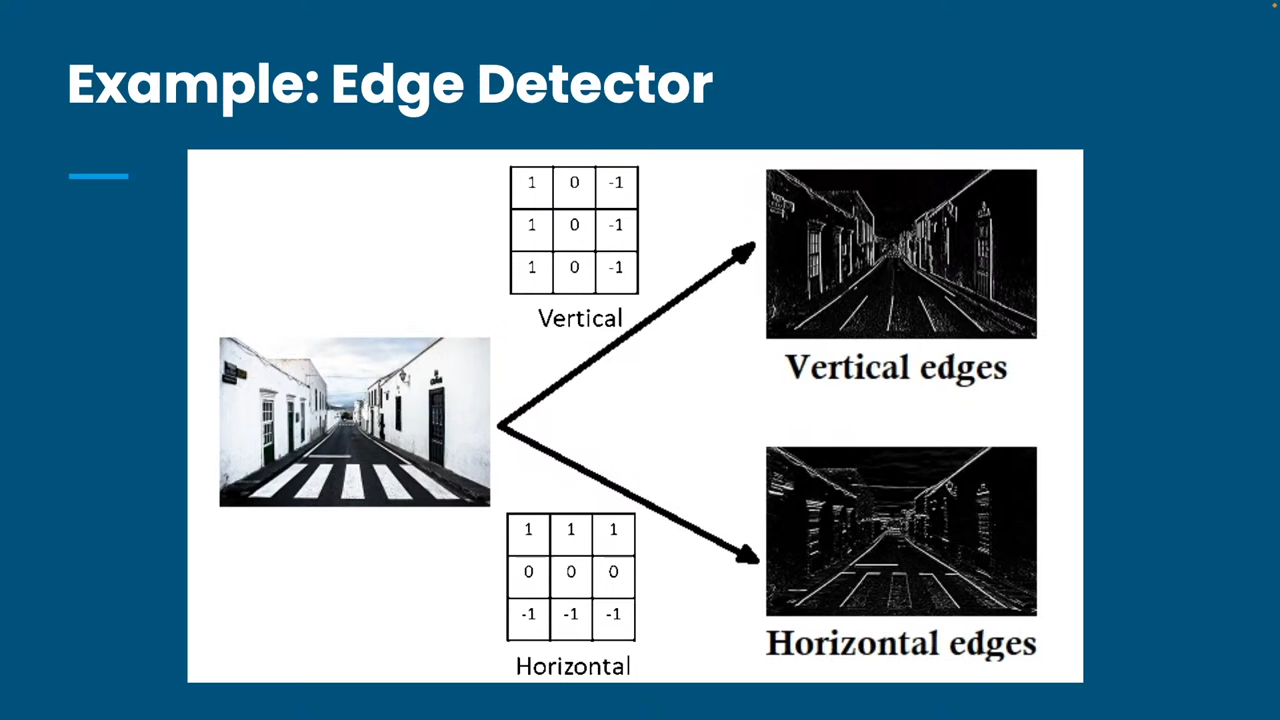 Example: Edge Detector
1 0 -1
1 0 -1
1 0 -1
Vertical
Vertical edges
1 1 1
0 0 0
-1 -1 -1
Horizontal
Horizontal edges